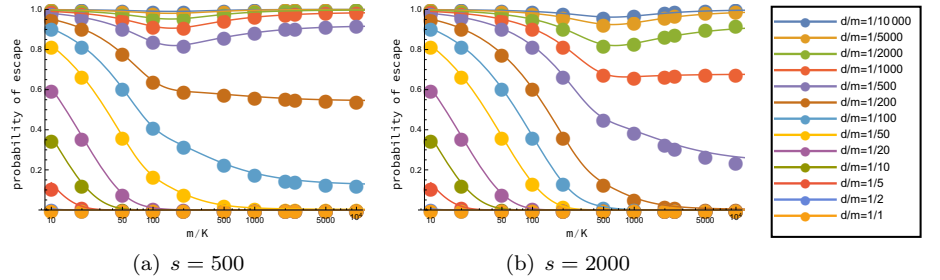 probability of escape
1.0
0.8
0.6
0.4
0.2
10
50
100
500
1000
5000
10⁴
m/K
(a) s = 500
probability of escape
1.0
0.8
0.6
0.4
0.2
10
50
100
500
1000
5000
10⁴
m/K
(b) s = 2000
d/m=1/10 000
d/m=1/5000
d/m=1/2000
d/m=1/1000
d/m=1/500
d/m=1/200
d/m=1/100
d/m=1/50
d/m=1/20
d/m=1/10
d/m=1/5
d/m=1/2
d/m=1/1